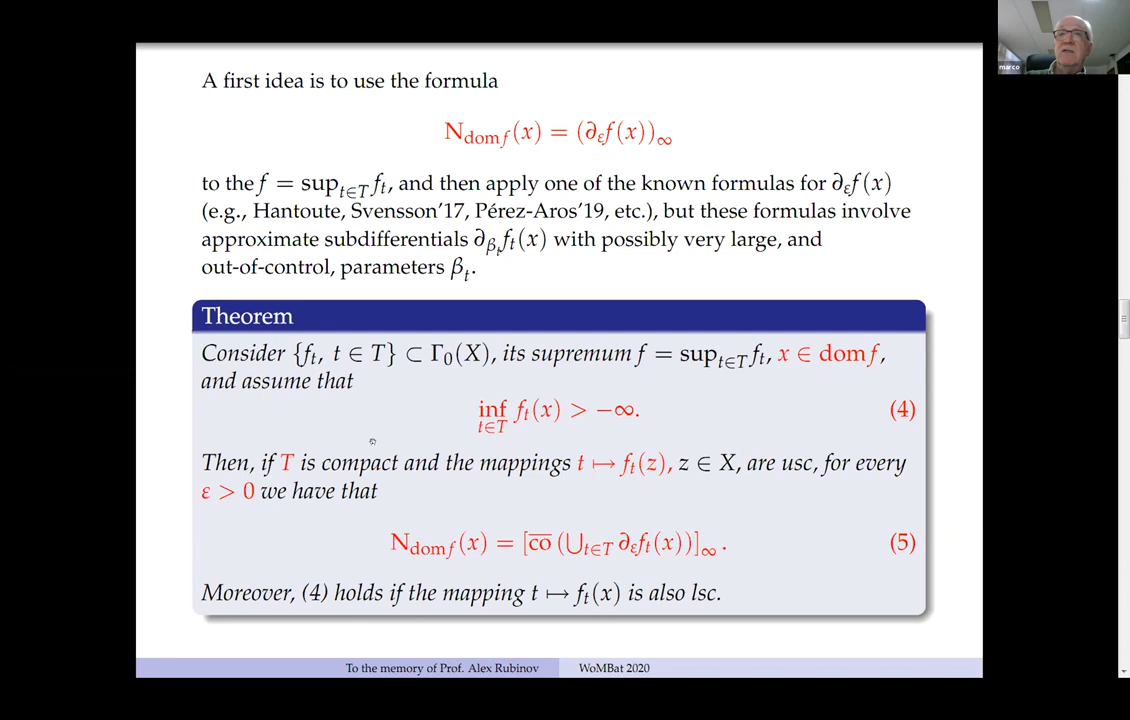 A first idea is to use the formula
N_{dom f}(x) = (∂_ε f(x))_∞
to the f = sup_{t∈T} f_t, and then apply one of the known formulas for ∂_ε f(x)
(e.g., Hantoute, Svensson'17, Pérez-Aros'19, etc.), but these formulas involve
approximate subdifferentials ∂_{β_t} f_t(x) with possibly very large, and
out-of-control, parameters β_t.
Theorem
Consider {f_t, t ∈ T} ⊂ Γ_0(X), its supremum f = sup_{t∈T} f_t, x ∈ dom f,
and assume that
inf_{t∈T} f_t(x) > −∞. (4)
Then, if T is compact and the mappings t ↦ f_t(z), z ∈ X, are usc, for every
ε > 0 we have that
N_{dom f}(x) = [c̅o̅ (⋃_{t∈T} ∂_ε f_t(x))]_∞ . (5)
Moreover, (4) holds if the mapping t ↦ f_t(x) is also lsc.
To the memory of Prof. Alex Rubinov WoMBat 2020
marco